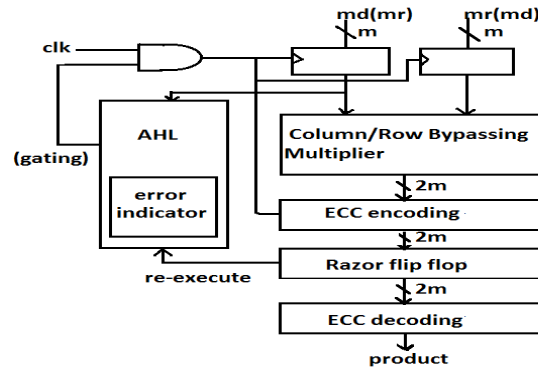 md(mr)
mr(md)
m
m
clk
AHL
Column/Row Bypassing
Multiplier
(gating)
error
indicator
2m
ECC encoding
2m
Razor flip flop
re-execute
2m
ECC decoding
product